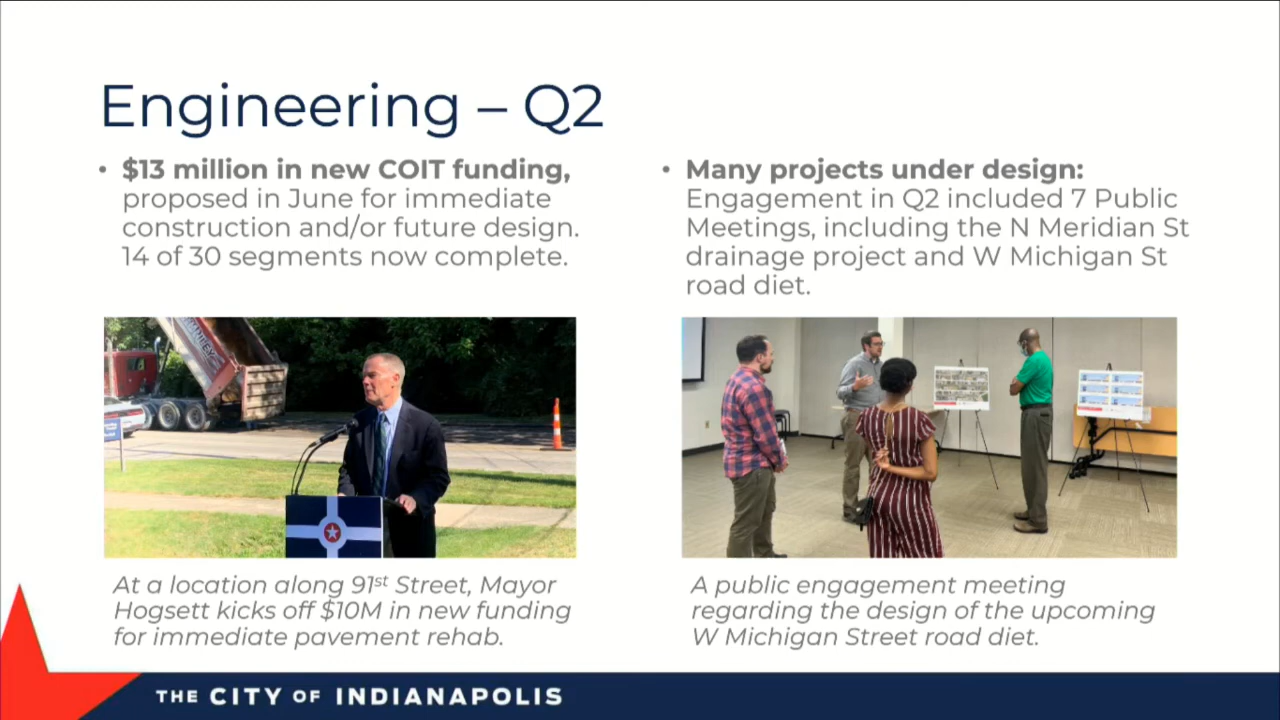 Engineering – Q2
• $13 million in new COIT funding,
proposed in June for immediate
construction and/or future design.
14 of 30 segments now complete.
• Many projects under design:
Engagement in Q2 included 7 Public
Meetings, including the N Meridian St
drainage project and W Michigan St
road diet.
At a location along 91st Street, Mayor
Hogsett kicks off $10M in new funding
for immediate pavement rehab.
A public engagement meeting
regarding the design of the upcoming
W Michigan Street road diet.
THE CITY OF INDIANAPOLIS